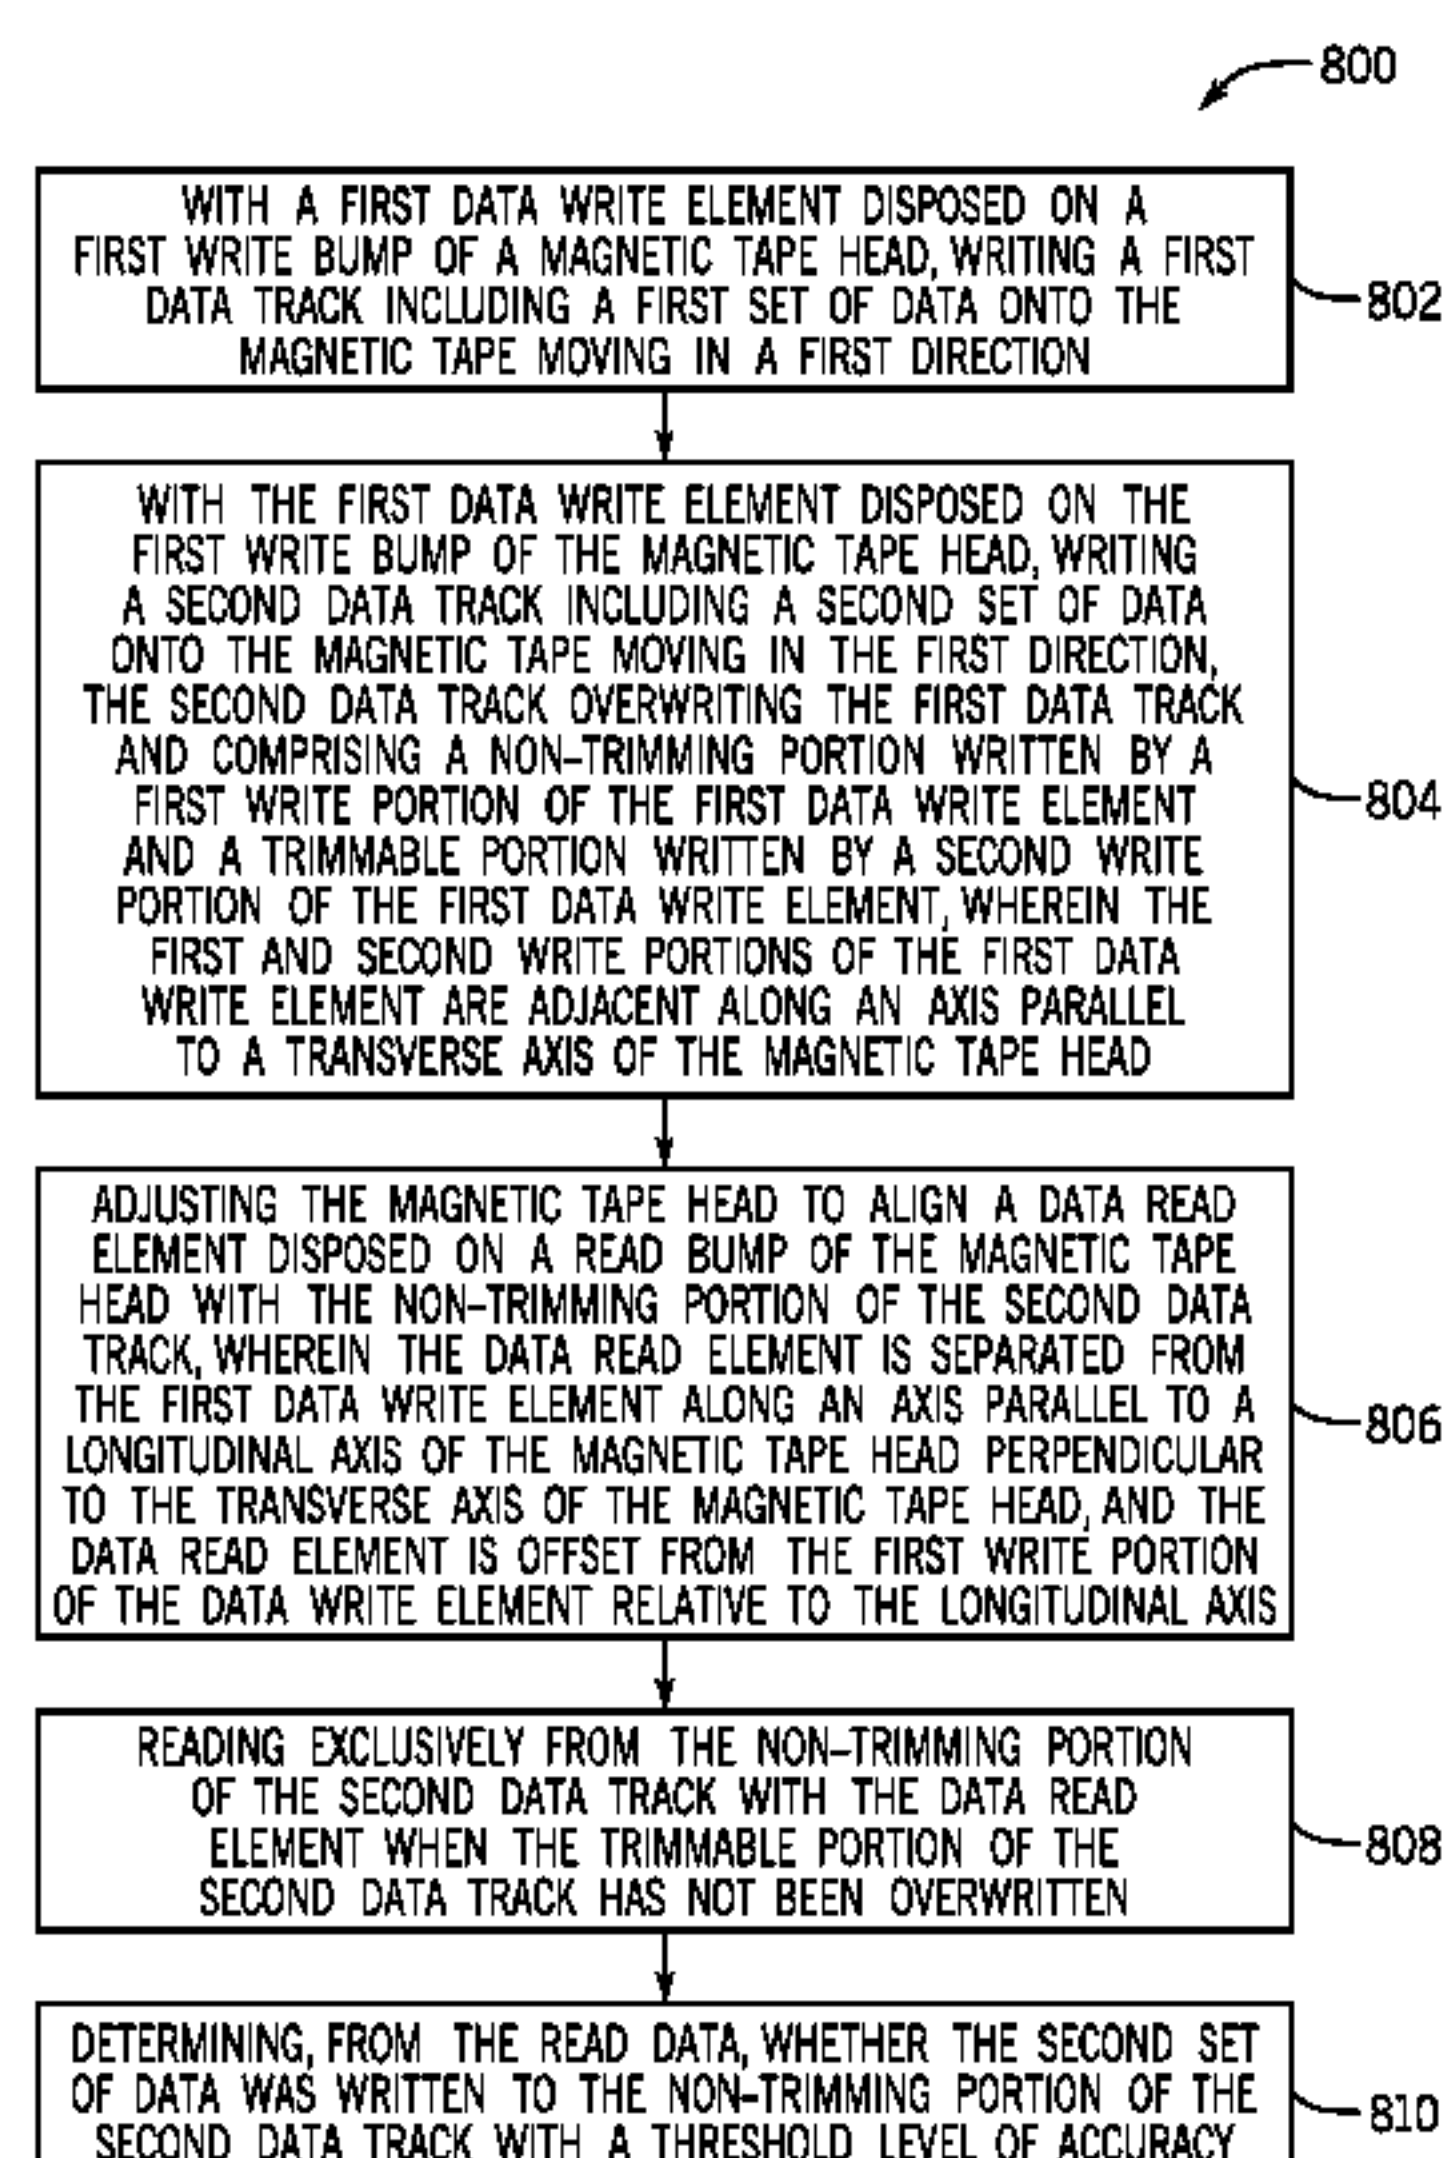 800
WITH A FIRST DATA WRITE ELEMENT DISPOSED ON A
FIRST WRITE BUMP OF A MAGNETIC TAPE HEAD, WRITING A FIRST
DATA TRACK INCLUDING A FIRST SET OF DATA ONTO THE
MAGNETIC TAPE MOVING IN A FIRST DIRECTION
802
WITH THE FIRST DATA WRITE ELEMENT DISPOSED ON THE
FIRST WRITE BUMP OF THE MAGNETIC TAPE HEAD, WRITING
A SECOND DATA TRACK INCLUDING A SECOND SET OF DATA
ONTO THE MAGNETIC TAPE MOVING IN THE FIRST DIRECTION,
THE SECOND DATA TRACK OVERWRITING THE FIRST DATA TRACK
AND COMPRISING A NON–TRIMMING PORTION WRITTEN BY A
FIRST WRITE PORTION OF THE FIRST DATA WRITE ELEMENT
AND A TRIMMABLE PORTION WRITTEN BY A SECOND WRITE
PORTION OF THE FIRST DATA WRITE ELEMENT, WHEREIN THE
FIRST AND SECOND WRITE PORTIONS OF THE FIRST DATA
WRITE ELEMENT ARE ADJACENT ALONG AN AXIS PARALLEL
TO A TRANSVERSE AXIS OF THE MAGNETIC TAPE HEAD
804
ADJUSTING THE MAGNETIC TAPE HEAD TO ALIGN A DATA READ
ELEMENT DISPOSED ON A READ BUMP OF THE MAGNETIC TAPE
HEAD WITH THE NON–TRIMMING PORTION OF THE SECOND DATA
TRACK, WHEREIN THE DATA READ ELEMENT IS SEPARATED FROM
THE FIRST DATA WRITE ELEMENT ALONG AN AXIS PARALLEL TO A
LONGITUDINAL AXIS OF THE MAGNETIC TAPE HEAD PERPENDICULAR
TO THE TRANSVERSE AXIS OF THE MAGNETIC TAPE HEAD, AND THE
DATA READ ELEMENT IS OFFSET FROM THE FIRST WRITE PORTION
OF THE DATA WRITE ELEMENT RELATIVE TO THE LONGITUDINAL AXIS
806
READING EXCLUSIVELY FROM THE NON–TRIMMING PORTION
OF THE SECOND DATA TRACK WITH THE DATA READ
ELEMENT WHEN THE TRIMMABLE PORTION OF THE
SECOND DATA TRACK HAS NOT BEEN OVERWRITTEN
808
DETERMINING, FROM THE READ DATA, WHETHER THE SECOND SET
OF DATA WAS WRITTEN TO THE NON–TRIMMING PORTION OF THE
SECOND DATA TRACK WITH A THRESHOLD LEVEL OF ACCURACY
810